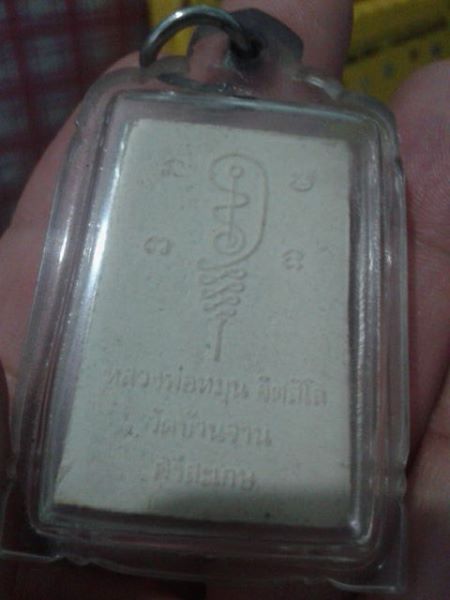 หลวงพ่อหมุน ฐิตสีโล
วัดบ้านจาน
ศรีสะเกษ